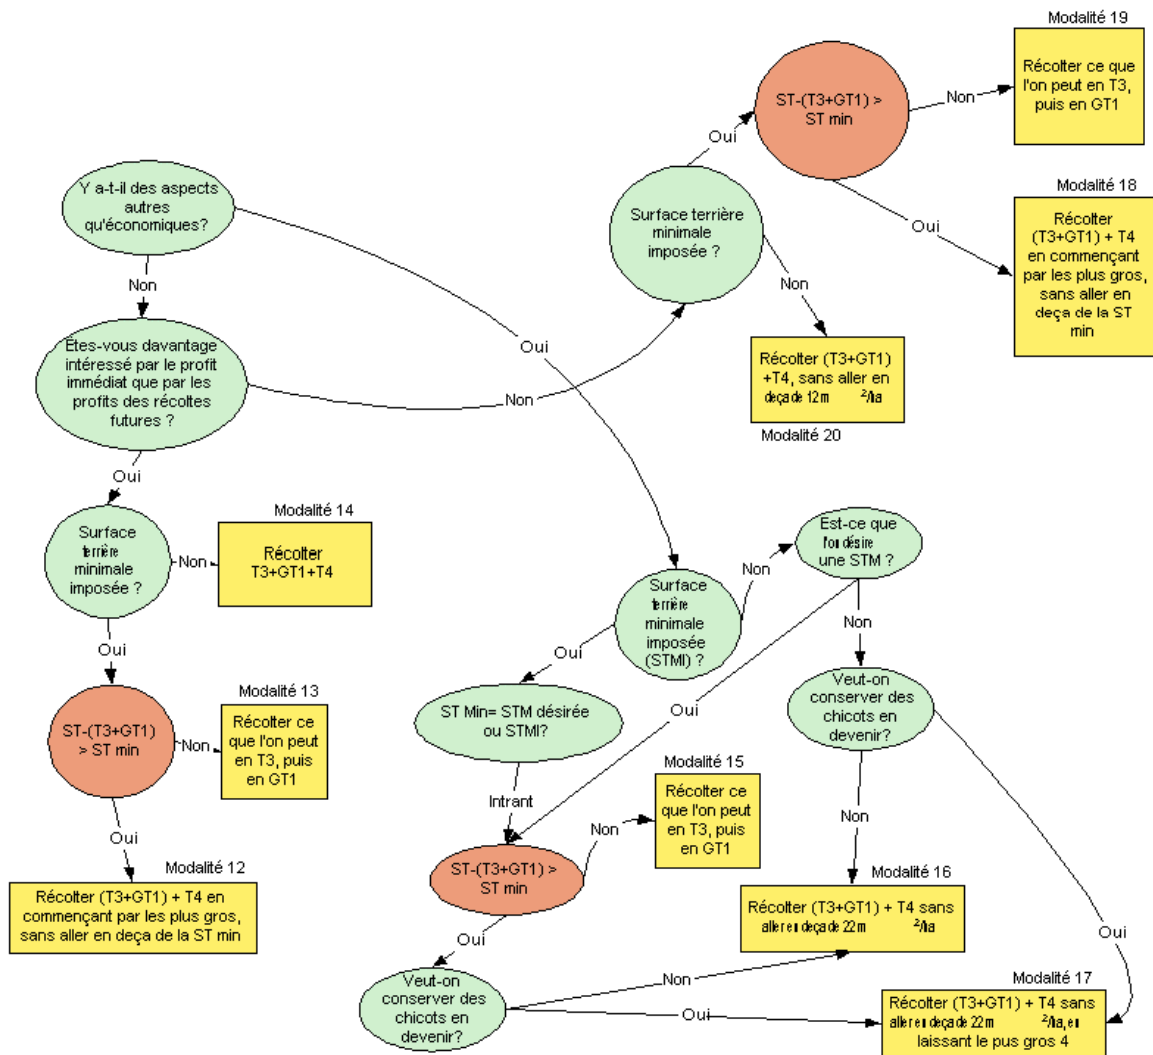 Modalité 19
Récolter ce que
l'on peut en T3,
puis en GT1
ST-(T3+GT1) >
ST min
Non
Oui
Modalité 18
Récolter
(T3+GT1) + T4
en commençant
par les plus gros,
sans aller en
deça de la ST
min
Oui
Surface terrière
minimale
imposée ?
Non
Récolter (T3+GT1)
+T4, sans aller en
deça de 12m ²/ha
Modalité 20
Y a-t-il des aspects
autres
qu'économiques?
Non
Oui
Êtes-vous davantage
intéressé par le profit
immédiat que par les
profits des récoltes
futures ?
Non
Oui
Surface
terrière
minimale
imposée ?
Non
Modalité 14
Récolter
T3+GT1+T4
Oui
ST-(T3+GT1)
> ST min
Non
Modalité 13
Récolter ce
que l'on peut
en T3, puis
en GT1
Oui
Modalité 12
Récolter (T3+GT1) + T4 en
commençant par les plus gros,
sans aller en deça de la ST min
Surface
terrière
minimale
imposée
(STMI) ?
Non
Est-ce que
l'on désire
une STM ?
Oui
Non
Oui
ST Min= STM désirée
ou STMI?
Veut-on
conserver des
chicots en
devenir?
Intrant
ST-(T3+GT1) >
ST min
Non
Modalité 15
Récolter ce
que l'on peut
en T3, puis
en GT1
Non
Oui
Modalité 16
Récolter (T3+GT1) + T4 sans
aller en deça de 22m ²/ha
Oui
Veut-on
conserver des
chicots en
devenir?
Non
Oui
Modalité 17
Récolter (T3+GT1) + T4 sans
aller en deça de 22m ²/ha, en
laissant le pus gros 4